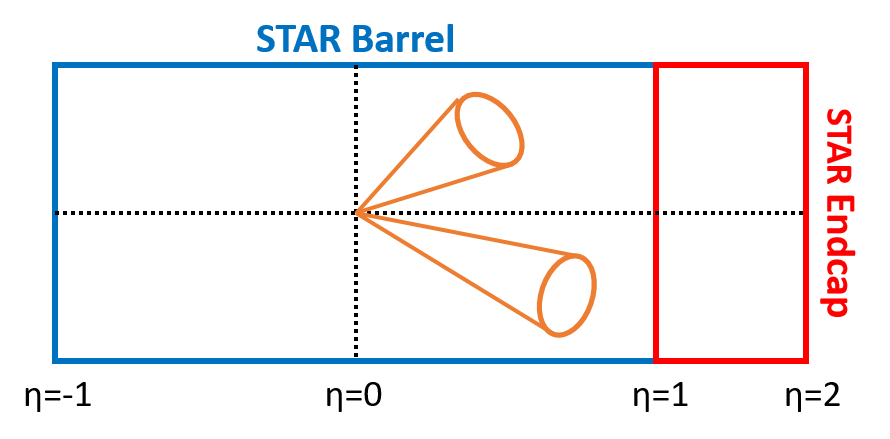 STAR Barrel
STAR Endcap
η=-1
η=0
η=1
η=2